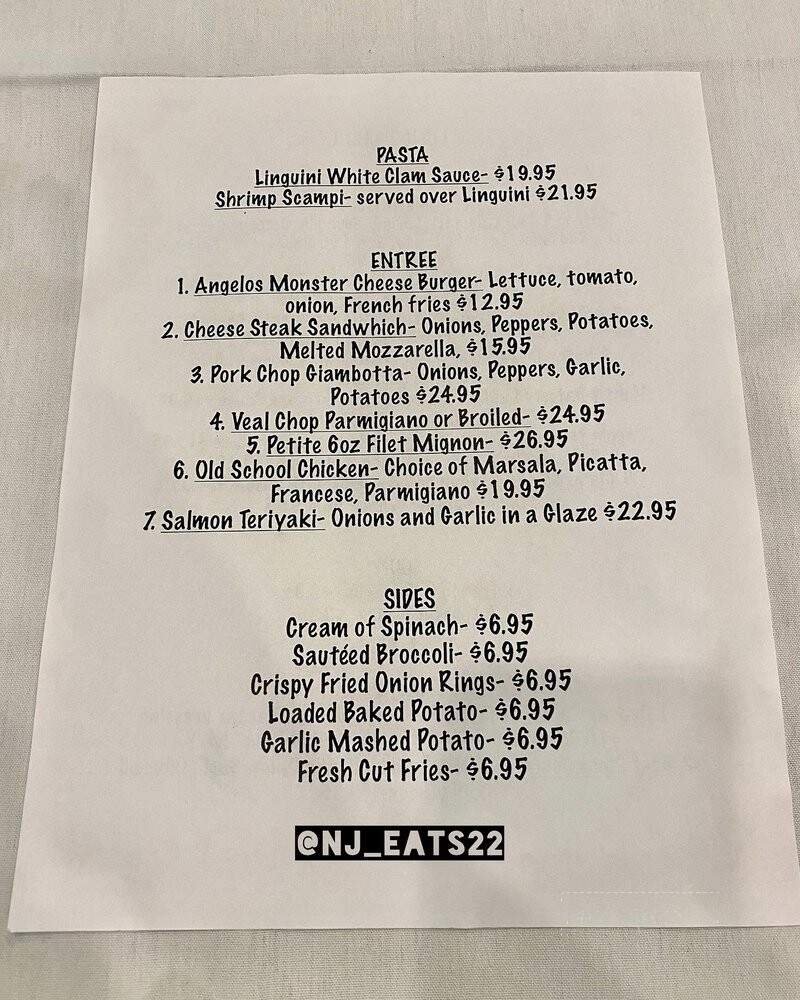 PASTA
Linguini White Clam Sauce- $19.95
Shrimp Scampi- served over Linguini $21.95
ENTREE
1. Angelos Monster Cheese Burger- Lettuce, tomato,
onion, French fries $12.95
2. Cheese Steak Sandwhich- Onions, Peppers, Potatoes,
Melted Mozzarella, $15.95
3. Pork Chop Giambotta- Onions, Peppers, Garlic,
Potatoes $24.95
4. Veal Chop Parmigiano or Broiled- $24.95
5. Petite 6oz Filet Mignon- $26.95
6. Old School Chicken- Choice of Marsala, Picatta,
Francese, Parmigiano $19.95
7. Salmon Teriyaki- Onions and Garlic in a Glaze $22.95
SIDES
Cream of Spinach- $6.95
Sautéed Broccoli- $6.95
Crispy Fried Onion Rings- $6.95
Loaded Baked Potato- $6.95
Garlic Mashed Potato- $6.95
Fresh Cut Fries- $6.95
@NJ_EATS22